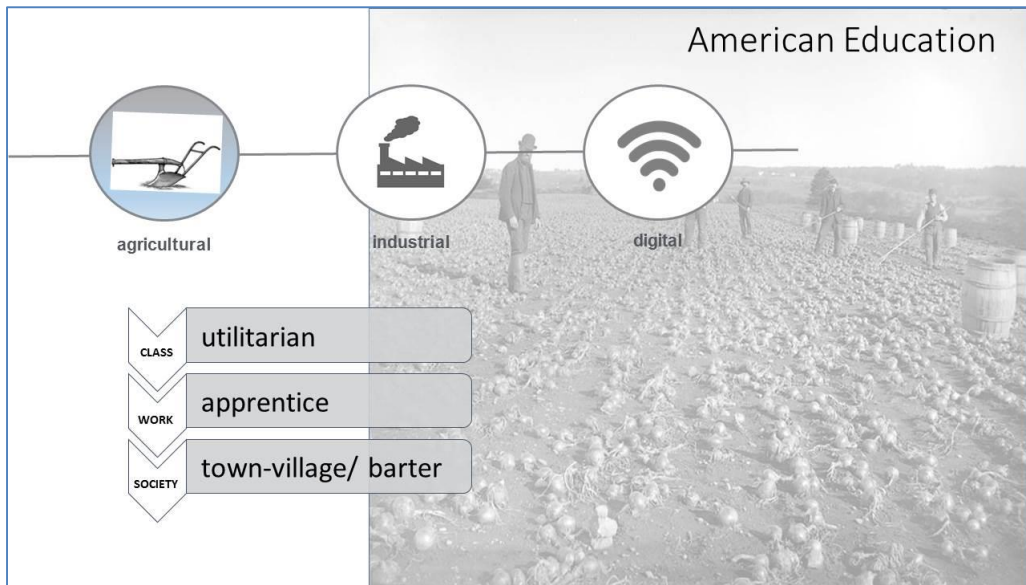 American Education
agricultural
industrial
digital
CLASS
utilitarian
WORK
apprentice
SOCIETY
town-village/ barter